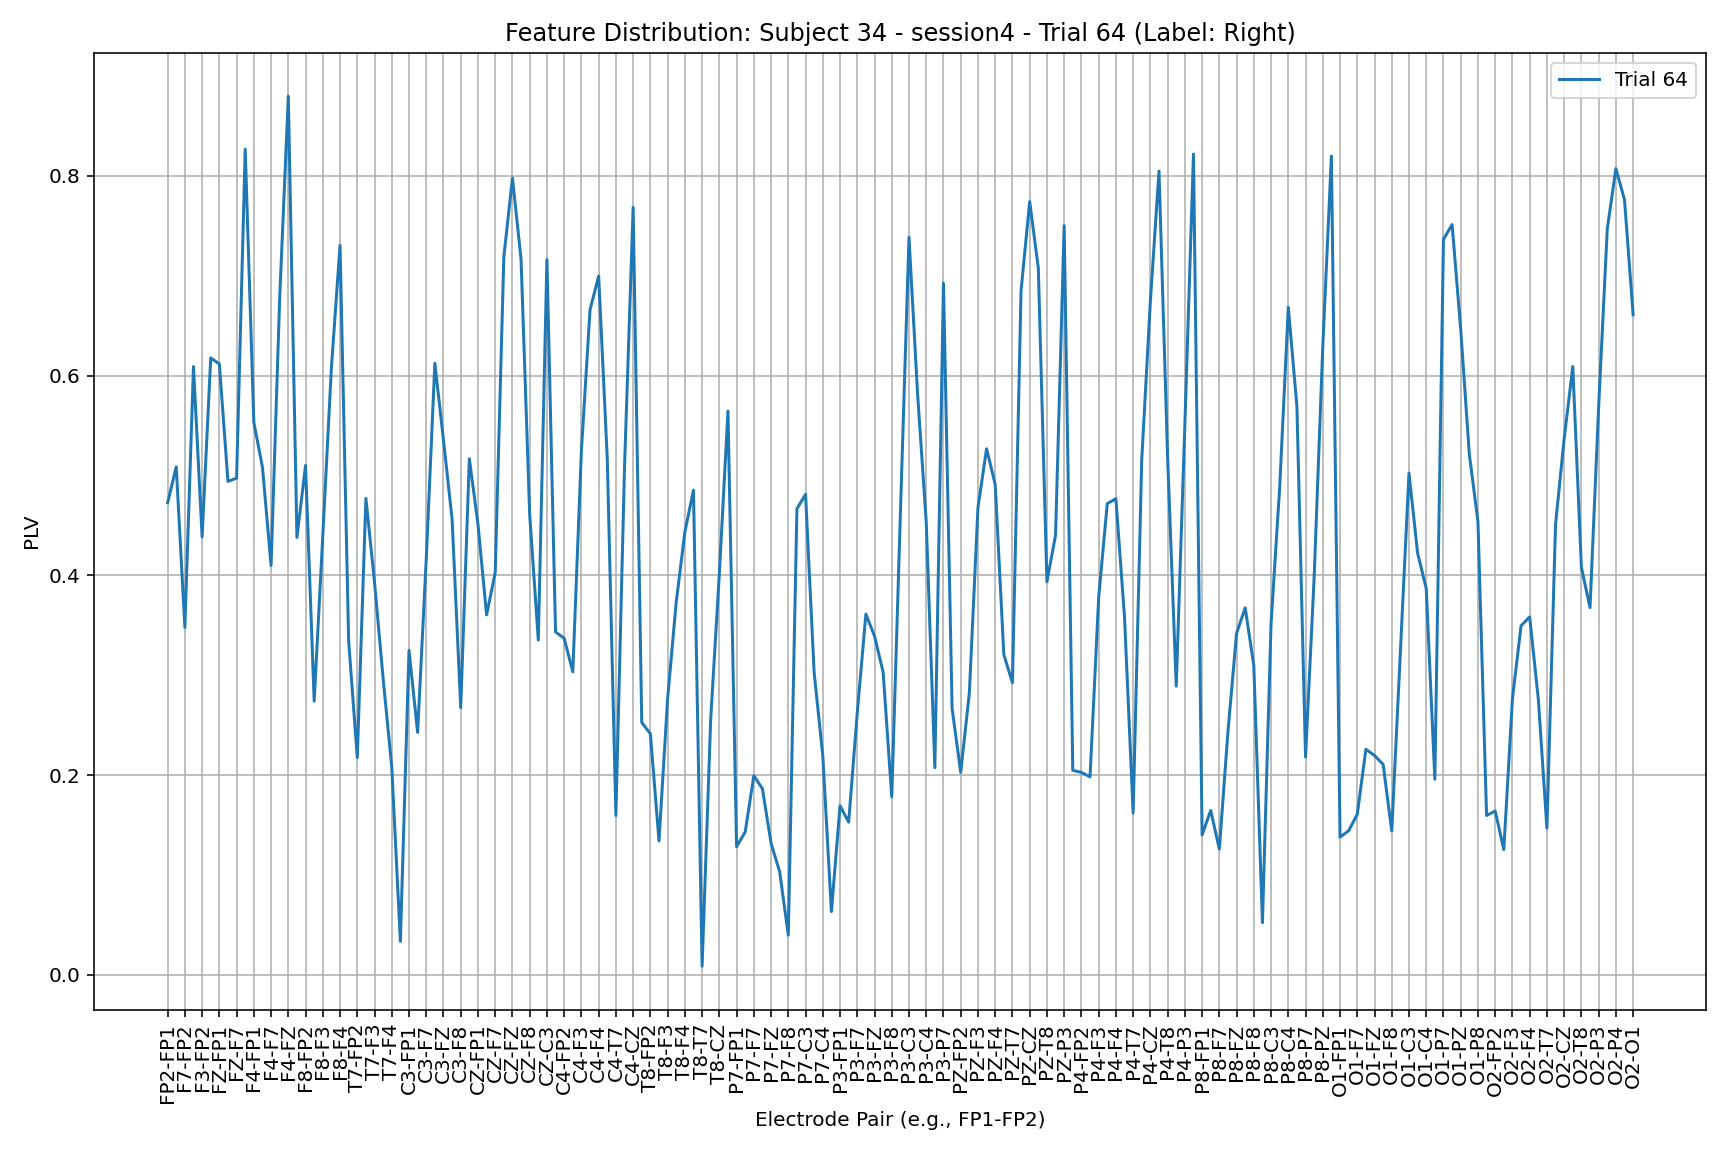 Feature Distribution: Subject 34 - session4 - Trial 64 (Label: Right)
Trial 64
PLV
0.8
0.6
0.4
0.2
0.0
FP2-FP1
F7-FP2
F3-FP2
FZ-FP1
FZ-F7
F4-FP1
F4-F7
F4-FZ
F8-FP2
F8-F3
F8-F4
T7-FP2
T7-F3
T7-F4
C3-FP1
C3-F7
C3-FZ
C3-F8
CZ-FP1
CZ-F7
CZ-FZ
CZ-F8
CZ-C3
C4-FP2
C4-F3
C4-F4
C4-T7
C4-CZ
T8-FP2
T8-F3
T8-F4
T8-T7
T8-CZ
P7-FP1
P7-F7
P7-FZ
P7-F8
P7-C3
P7-C4
P3-FP1
P3-F7
P3-FZ
P3-F8
P3-C3
P3-C4
P3-P7
PZ-FP2
PZ-F3
PZ-F4
PZ-T7
PZ-CZ
PZ-T8
PZ-P3
P4-FP2
P4-F3
P4-F4
P4-T7
P4-CZ
P4-T8
P4-P3
P8-FP1
P8-F7
P8-FZ
P8-F8
P8-C3
P8-C4
P8-P7
P8-PZ
O1-FP1
O1-F7
O1-FZ
O1-F8
O1-C3
O1-C4
O1-P7
O1-PZ
O1-P8
O2-FP2
O2-F3
O2-F4
O2-T7
O2-CZ
O2-T8
O2-P3
O2-P4
O2-O1
Electrode Pair (e.g., FP1-FP2)